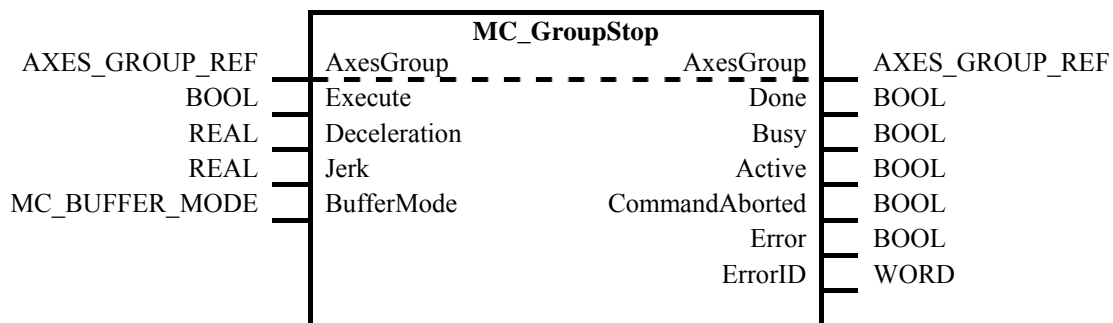 MC_GroupStop
AXES_GROUP_REF AxesGroup AxesGroup AXES_GROUP_REF
BOOL Execute Done BOOL
REAL Deceleration Busy BOOL
REAL Jerk Active BOOL
MC_BUFFER_MODE BufferMode CommandAborted BOOL
Error BOOL
ErrorID WORD